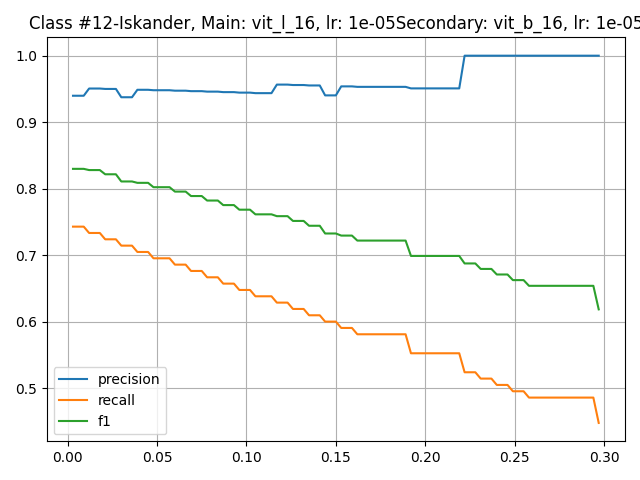 Class #12-Iskander, Main: vit_l_16, lr: 1e-05Secondary: vit_b_16, lr: 1e-05
1.0
0.9
0.8
0.7
0.6
0.5
precision
recall
f1
0.00 0.05 0.10 0.15 0.20 0.25 0.30